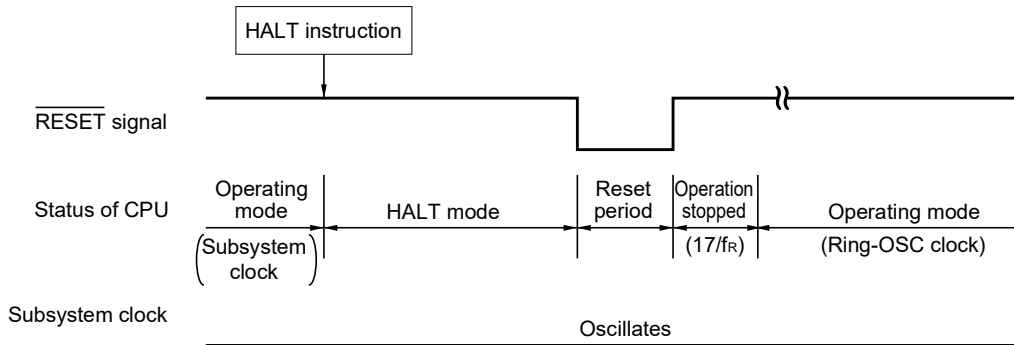 HALT instruction
RESET signal
Status of CPU
Operating mode
(Subsystem clock)
HALT mode
Reset period
Operation stopped
(17/fR)
Operating mode
(Ring-OSC clock)
Subsystem clock
Oscillates